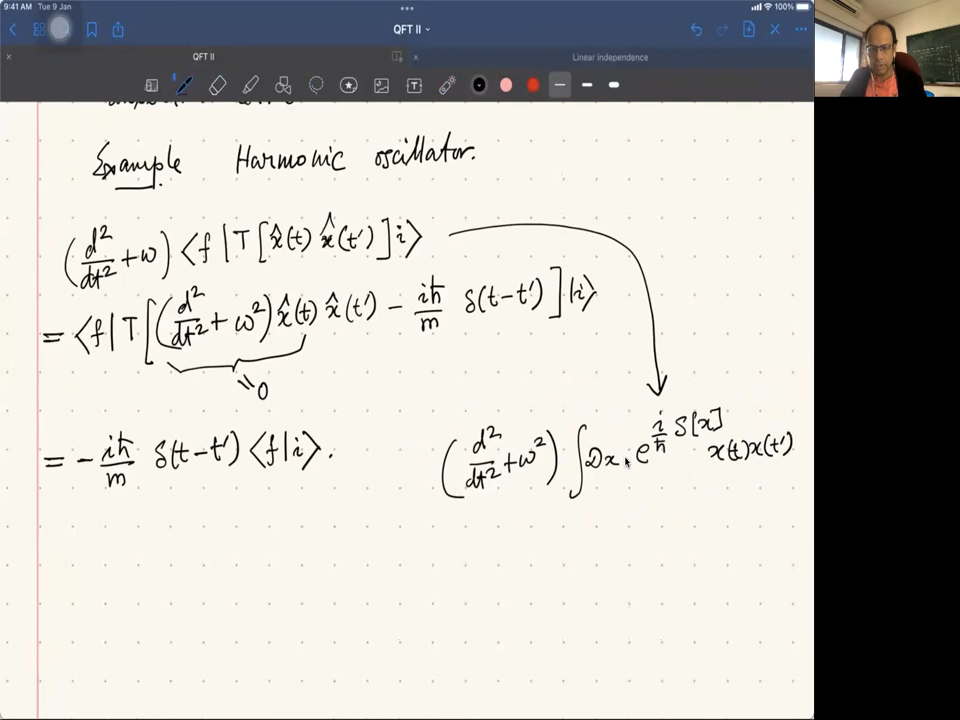 9:41 AM Tue 9 Jan
100%
QFT II
QFT II
Linear independence
Example Harmonic oscillator.
(d²/dt² + ω) ⟨f|T[x̂(t) x̂(t')]i⟩
= ⟨f|T[(d²/dt² + ω²)x̂(t) x̂(t') − iħ/m δ(t−t')]|i⟩
=0
= −iħ/m δ(t−t')⟨f|i⟩.
(d²/dt² + ω²) ∫Dx e^{i/ħ S[x]} x(t)x(t')